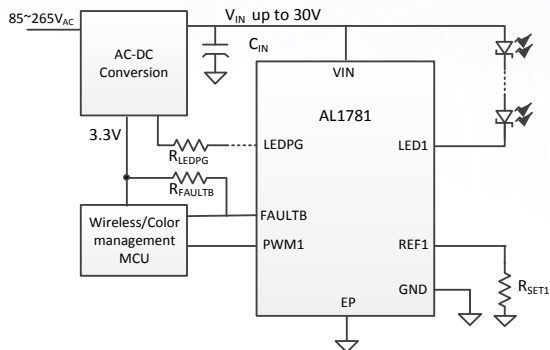 85~265VAC
VIN up to 30V
AC-DC
Conversion
CIN
VIN
AL1781
3.3V
RLEDPG
LEDPG
LED1
RFAULTB
Wireless/Color
management
MCU
FAULTB
PWM1
REF1
GND
RSET1
EP